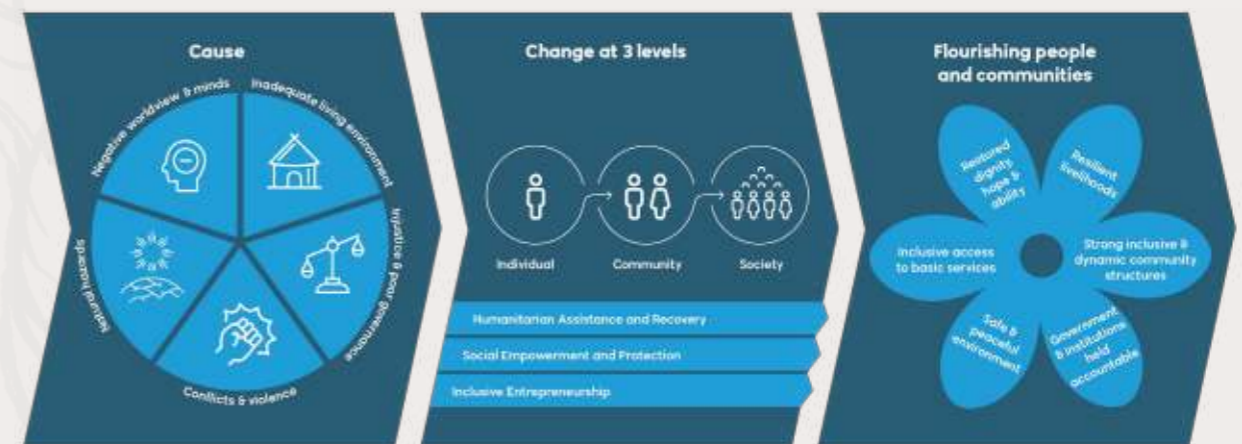 Cause
Negative worldview & minds
Inadequate living environment
Injustice & poor governance
Conflicts & violence
Natural hazards
Change at 3 levels
Individual
Community
Society
Humanitarian Assistance and Recovery
Social Empowerment and Protection
Inclusive Entrepreneurship
Flourishing people
and communities
Restored
dignity,
hope &
ability
Resilient
livelihoods
Inclusive access
to basic services
Strong inclusive &
dynamic community
structures
Safe &
peaceful
environment
Government
& institutions
held
accountable